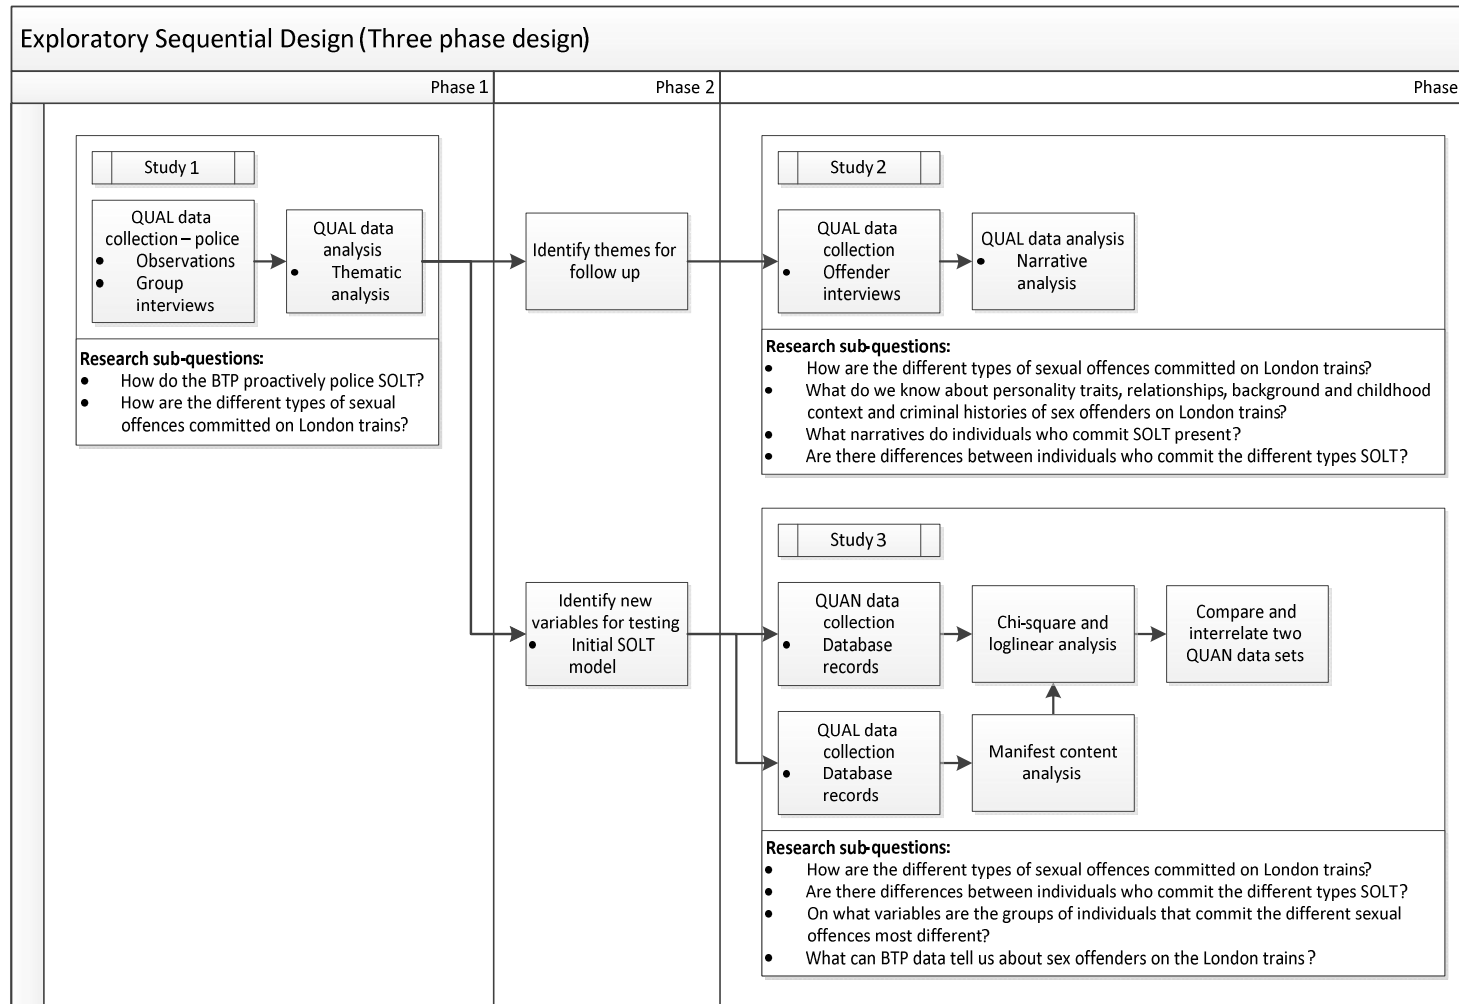 Exploratory Sequential Design (Three phase design)
Phase 1
Phase 2
Phase
Study 1
QUAL data
collection – police
• Observations
• Group
interviews
QUAL data
analysis
• Thematic
analysis
Research sub-questions:
• How do the BTP proactively police SOLT?
• How are the different types of sexual
offences committed on London trains?
Identify themes for
follow up
Identify new
variables for testing
• Initial SOLT
model
Study 2
QUAL data
collection
• Offender
interviews
QUAL data analysis
• Narrative
analysis
Research sub-questions:
• How are the different types of sexual offences committed on London trains?
• What do we know about personality traits, relationships, background and childhood
context and criminal histories of sex offenders on London trains?
• What narratives do individuals who commit SOLT present?
• Are there differences between individuals who commit the different types SOLT?
Study 3
QUAN data
collection
• Database
records
Chi-square and
loglinear analysis
Compare and
interrelate two
QUAN data sets
QUAL data
collection
• Database
records
Manifest content
analysis
Research sub-questions:
• How are the different types of sexual offences committed on London trains?
• Are there differences between individuals who commit the different types SOLT?
• On what variables are the groups of individuals that commit the different sexual
offences most different?
• What can BTP data tell us about sex offenders on the London trains ?